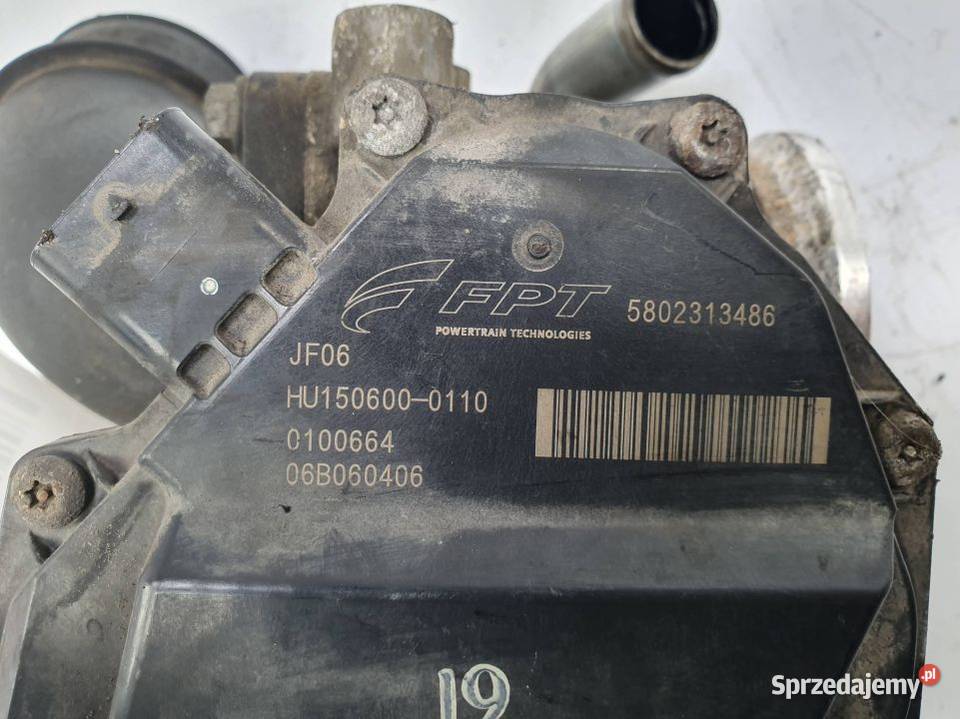 FPT
POWERTRAIN TECHNOLOGIES
5802313486
JF06
HU150600-0110
0100664
06B060406
19
Sprzedajemy.pl